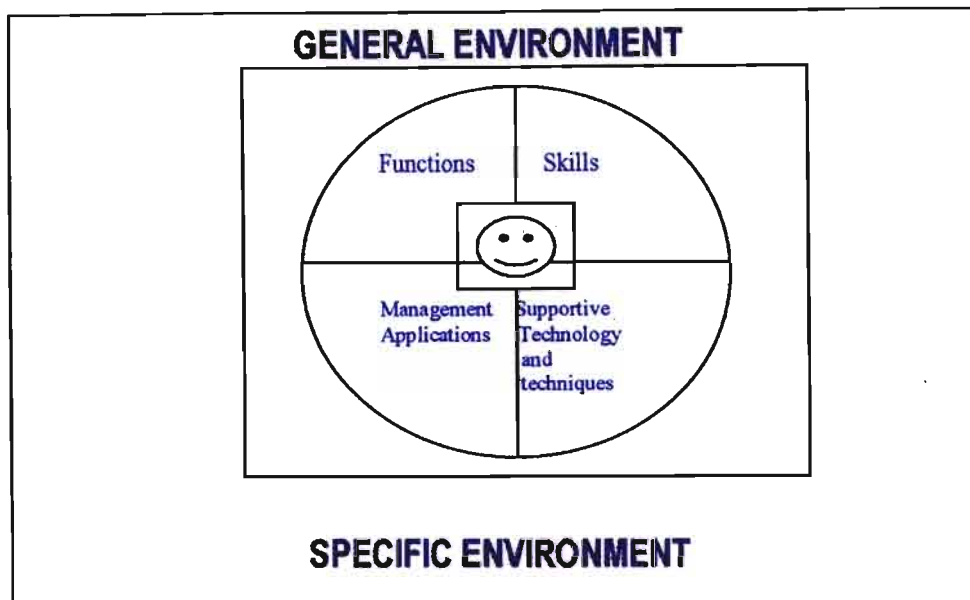 GENERAL ENVIRONMENT
Functions
Skills
Management
Applications
Supportive
Technology
and
techniques
SPECIFIC ENVIRONMENT